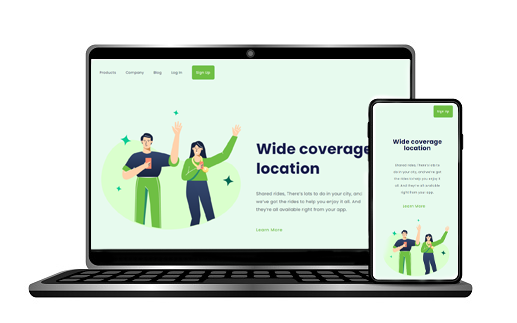 Products Company Blog Log in Sign Up
Wide coverage
location
Shared rides, There's lots to do in your city, and
we've got the rides to help you enjoy it all. And
they're all available right from your app.
Learn More
Sign up
Wide coverage
location
Shared rides, There's lots to do in
your city, and we've got the
rides to help you enjoy it
all. And they're all available
right from your app.
Learn More